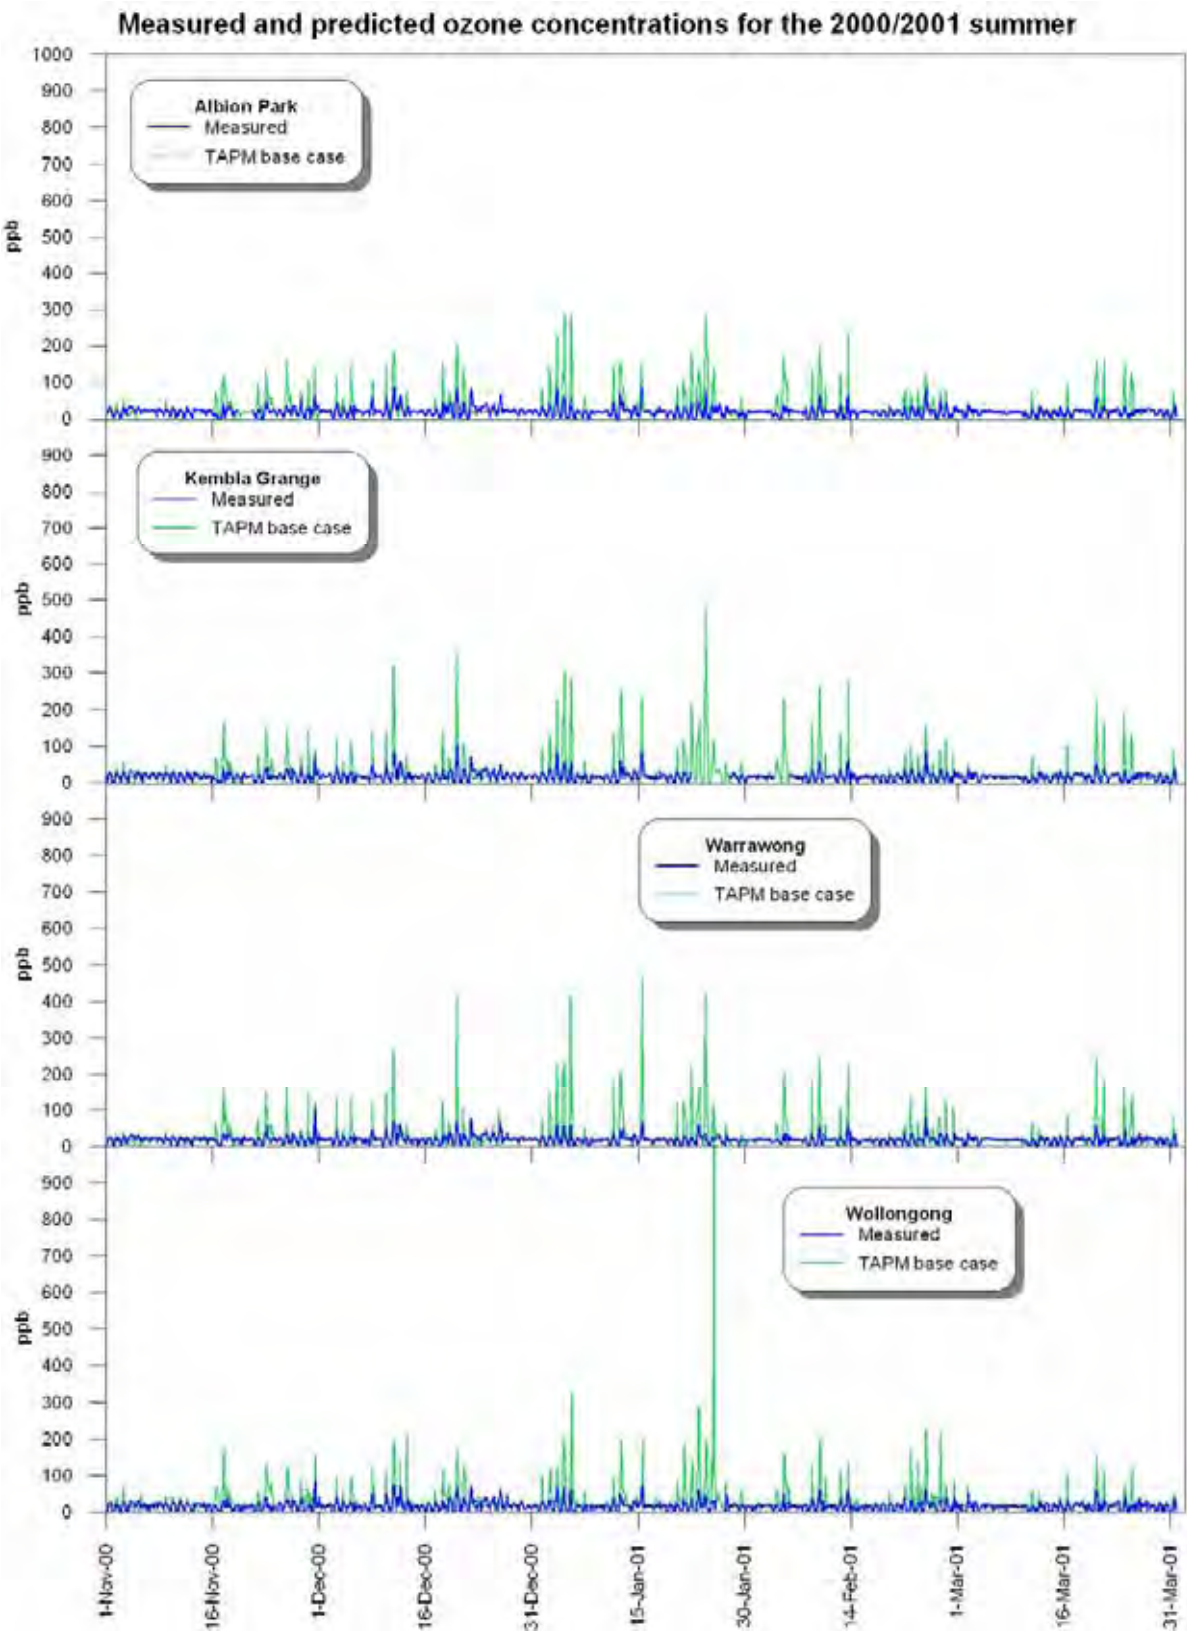 Measured and predicted ozone concentrations for the 2000/2001 summer
1000
900
800
700
600
500
400
300
200
100
0
ppb
Albion Park
Measured
TAPM base case
900
800
700
600
500
400
300
200
100
0
ppb
Kembla Grange
Measured
TAPM base case
900
800
700
600
500
400
300
200
100
0
ppb
Warrawong
Measured
TAPM base case
900
800
700
600
500
400
300
200
100
0
ppb
Wollongong
Measured
TAPM base case
1-Nov-00
16-Nov-00
1-Dec-00
16-Dec-00
31-Dec-00
15-Jan-01
30-Jan-01
14-Feb-01
1-Mar-01
16-Mar-01
31-Mar-01